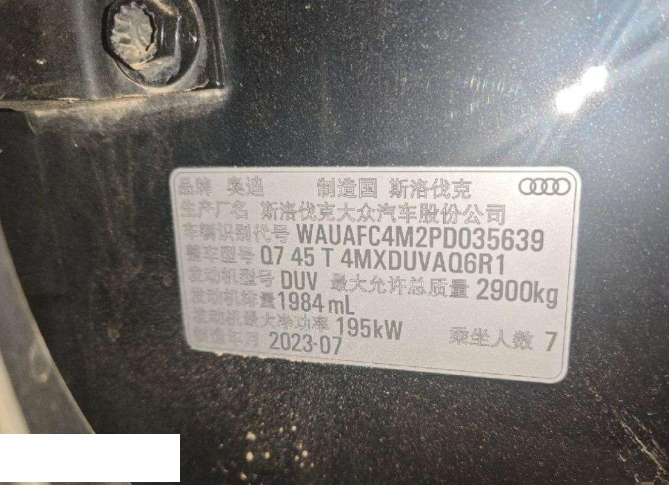 品牌 奥迪 制造国 斯洛伐克
生产厂名 斯洛伐克大众汽车股份公司
车辆识别代号 WAUAFC4M2PD035639
整车型号 Q7 45 T 4MXDUVAQ6R1
发动机型号 DUV 最大允许总质量 2900kg
发动机排量 1984 mL
发动机最大净功率 195kW 乘坐人数 7
制造年月 2023-07